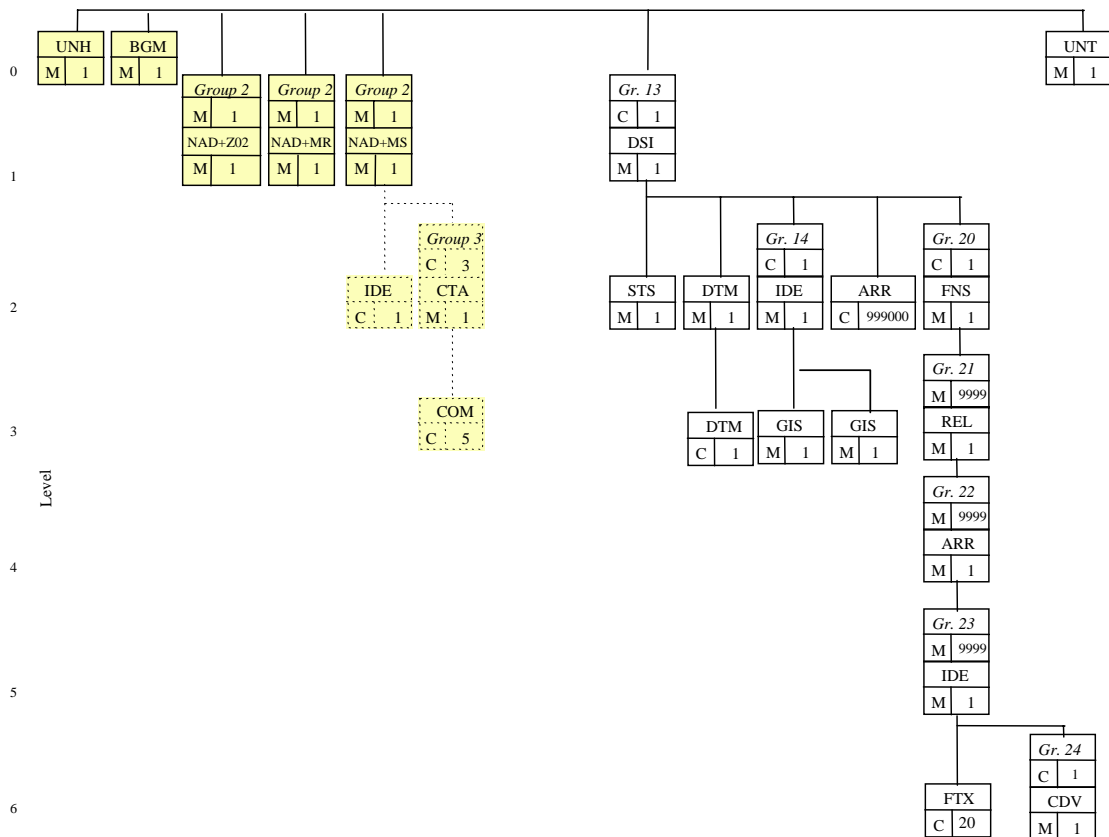 UNH BGM UNT
M 1 M 1 M 1
0
Group 2 Group 2 Group 2 Gr. 13
M 1 M 1 M 1 C 1
NAD+Z02 NAD+MR NAD+MS DSI
M 1 M 1 M 1 M 1
1
Group 3 Gr. 14 Gr. 20
C 3 C 1 C 1
IDE CTA STS DTM IDE ARR FNS
C 1 M 1 M 1 M 1 M 1 C 999000 M 1
2
Gr. 21
M 9999
COM DTM GIS GIS REL
C 5 C 1 M 1 M 1 M 1
3
Level
Gr. 22
M 9999
ARR
M 1
4
Gr. 23
M 9999
IDE
M 1
5
Gr. 24
C 1
FTX CDV
C 20 M 1
6